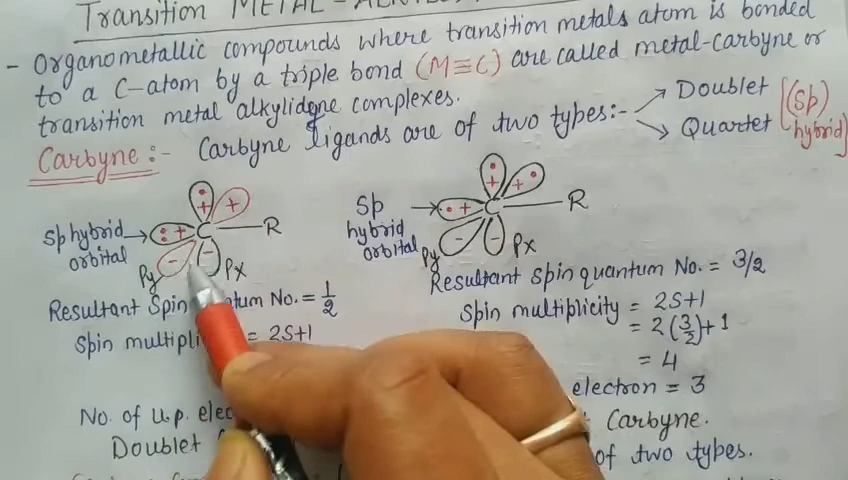 Transition METAL-
- Organometallic compounds where transition metals atom is bonded
to a C-atom by a triple bond (M≡C) are called metal-carbyne or
transition metal alkylidyne complexes.
Carbyne:- Carbyne ligands are of two types:- → Doublet
→ Quartet
(Sp)
hybrid)
Sp hybrid → C — R
orbital
Py
Px
Resultant Spin Number No. = 1/2
Spin = 2S+1
No. of U.p.
Doublet
Sp → C — R
hybrid
orbital
Py
Px
Resultant Spin quantum No. = 3/2
Spin multiplicity = 2S+1
= 2(3/2)+1
= 4
electron = 3
Carbyne.
of two types.